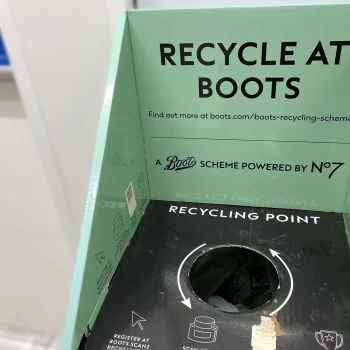 RECYCLE AT
BOOTS
Find out more at boots.com/boots-recycling-scheme
A Boots SCHEME POWERED BY No7
RECYCLING POINT
REGISTER AT
BOOTS.SCAN2